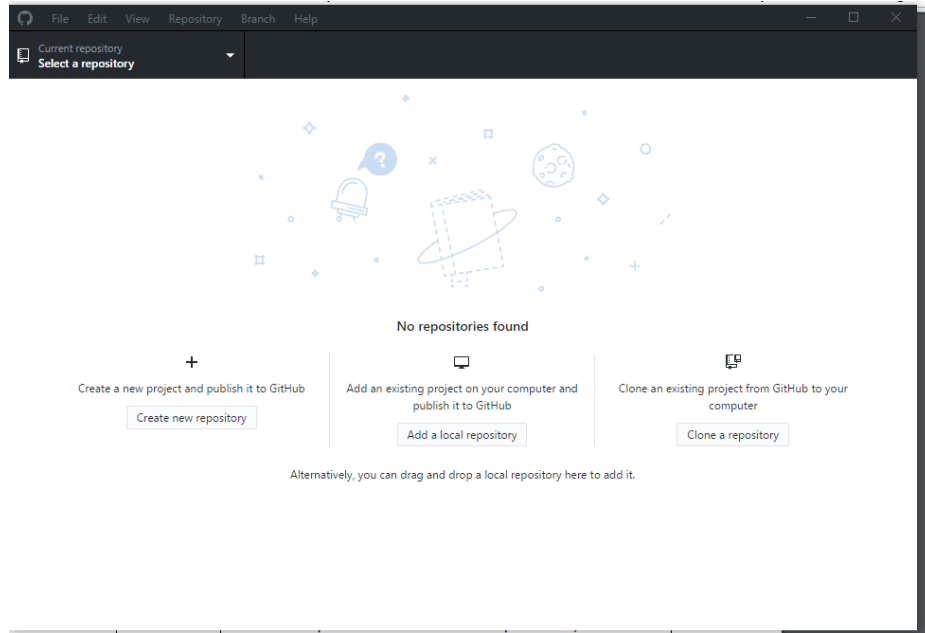 File Edit View Repository Branch Help
Current repository
Select a repository
?
No repositories found
Create a new project and publish it to GitHub
Create new repository
Add an existing project on your computer and
publish it to GitHub
Add a local repository
Clone an existing project from GitHub to your
computer
Clone a repository
Alternatively, you can drag and drop a local repository here to add it.